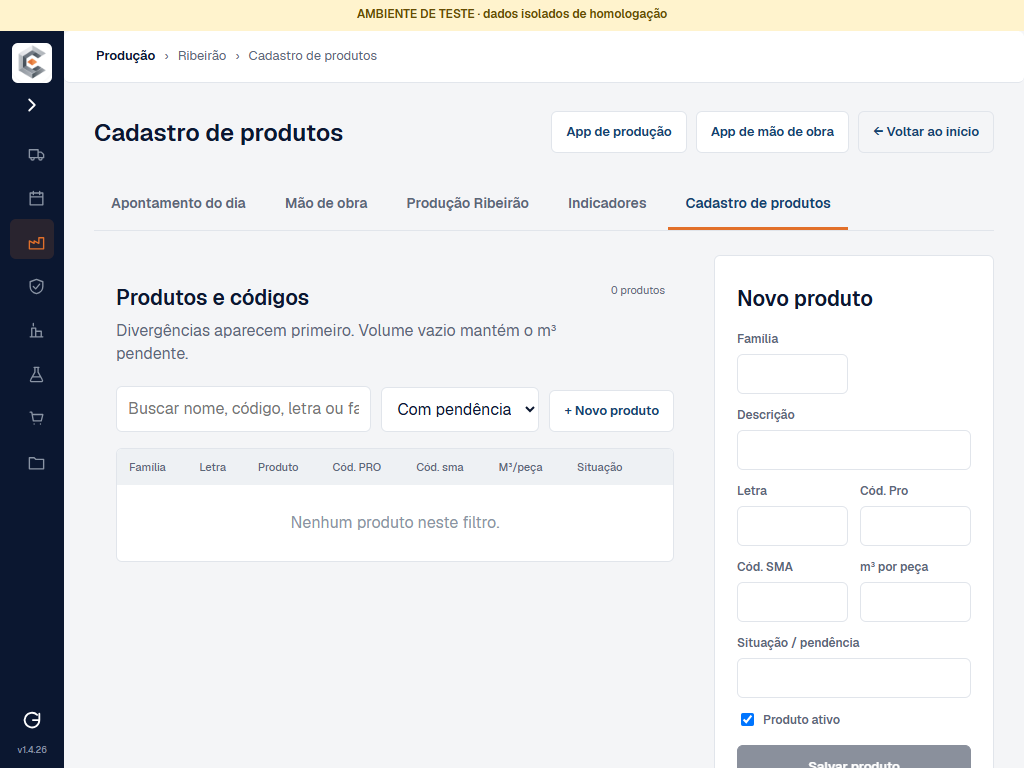 AMBIENTE DE TESTE · dados isolados de homologação
Produção › Ribeirão › Cadastro de produtos
Cadastro de produtos
App de produção
App de mão de obra
← Voltar ao início
Apontamento do dia
Mão de obra
Produção Ribeirão
Indicadores
Cadastro de produtos
Produtos e códigos
0 produtos
Divergências aparecem primeiro. Volume vazio mantém o m³
pendente.
Buscar nome, código, letra ou fa
Com pendência
+ Novo produto
Família Letra Produto Cód. PRO Cód. sma M³/peça Situação
Nenhum produto neste filtro.
Novo produto
Família
Descrição
Letra Cód. Pro
Cód. SMA m³ por peça
Situação / pendência
Produto ativo
Salvar produto
v1.4.26